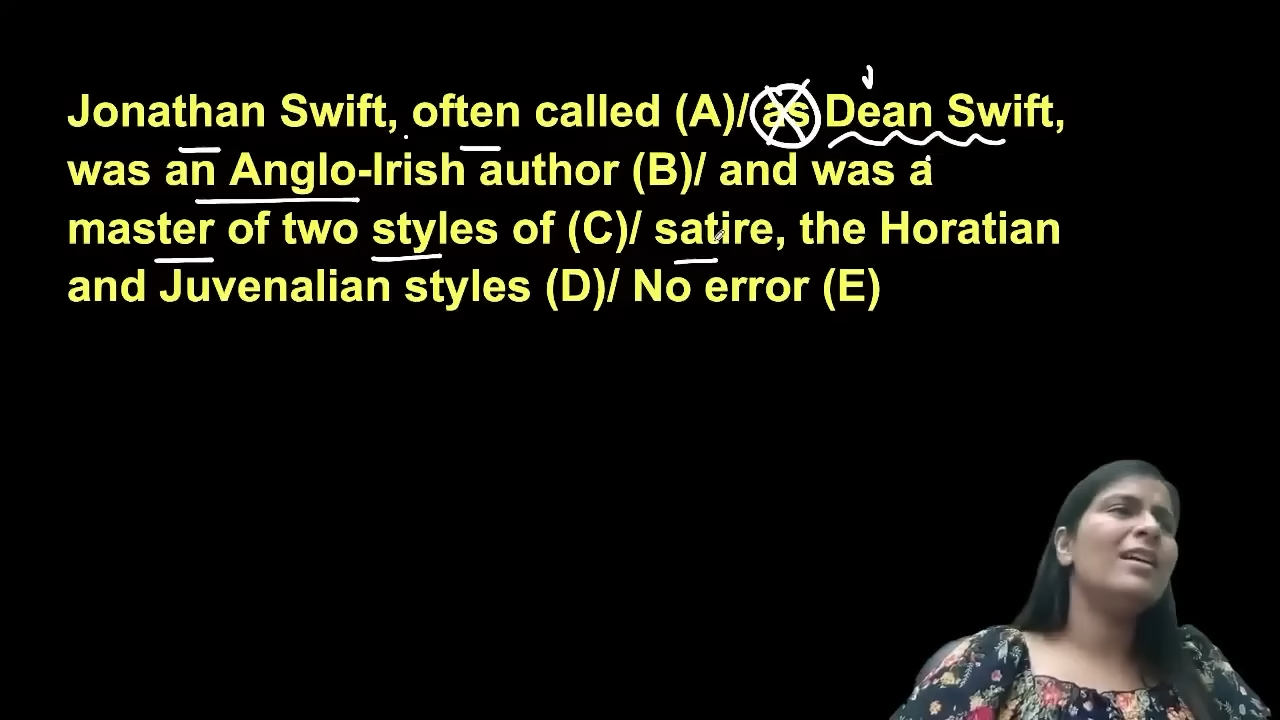 Jonathan Swift, often called (A)/ as Dean Swift,
was an Anglo-Irish author (B)/ and was a
master of two styles of (C)/ satire, the Horatian
and Juvenalian styles (D)/ No error (E)